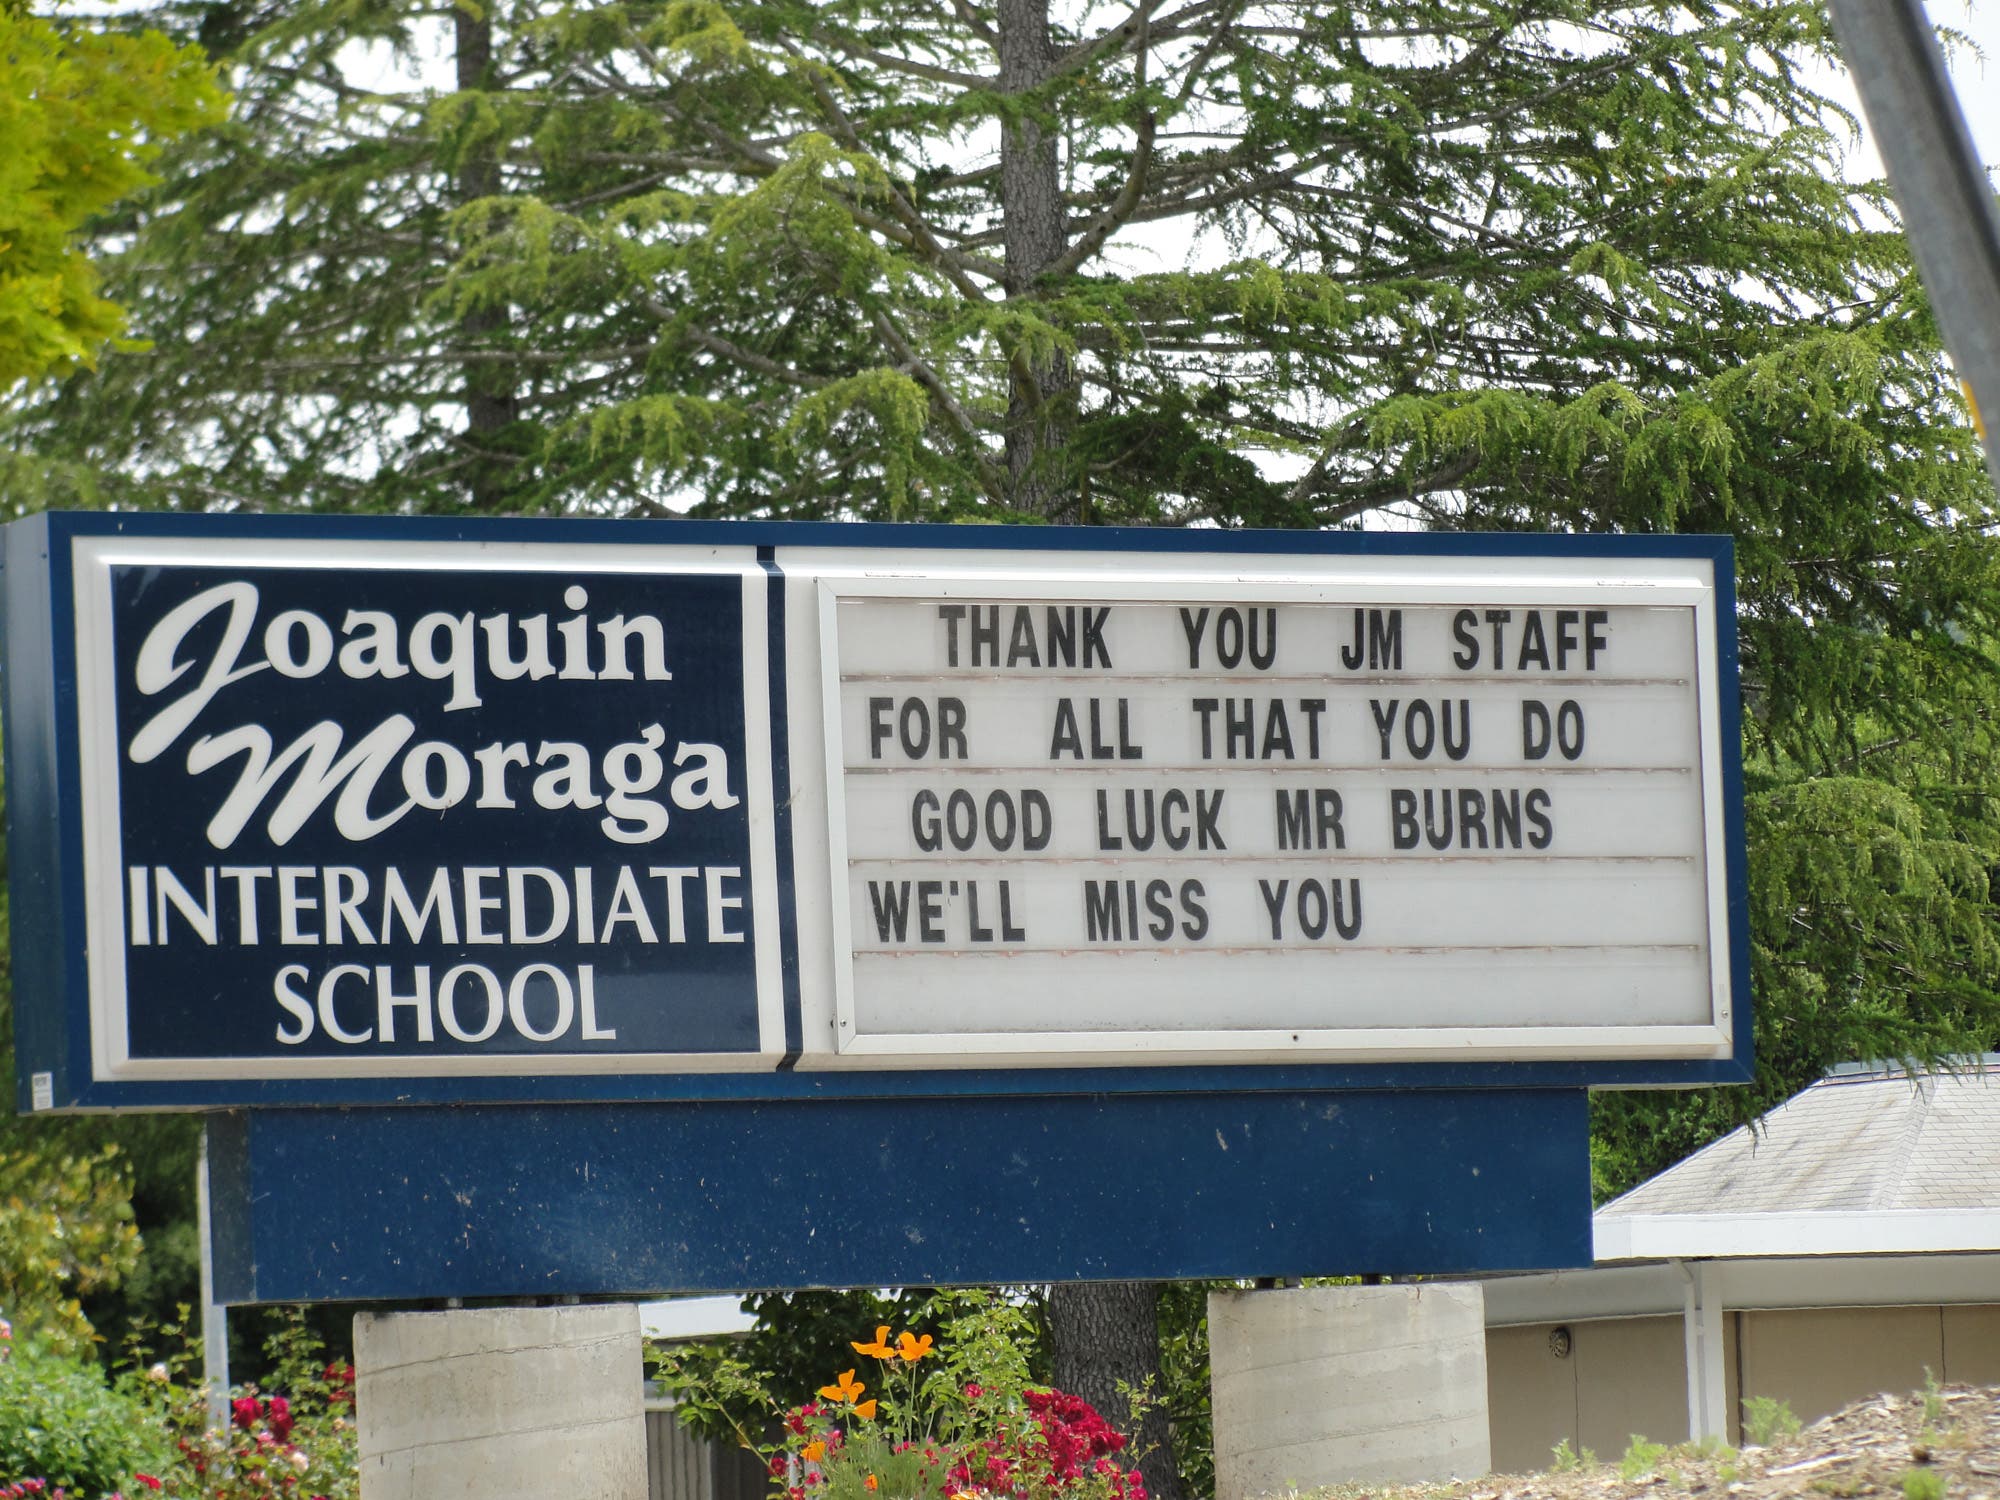 Joaquin
Moraga
INTERMEDIATE
SCHOOL
THANK YOU JM STAFF
FOR ALL THAT YOU DO
GOOD LUCK MR BURNS
WE'LL MISS YOU